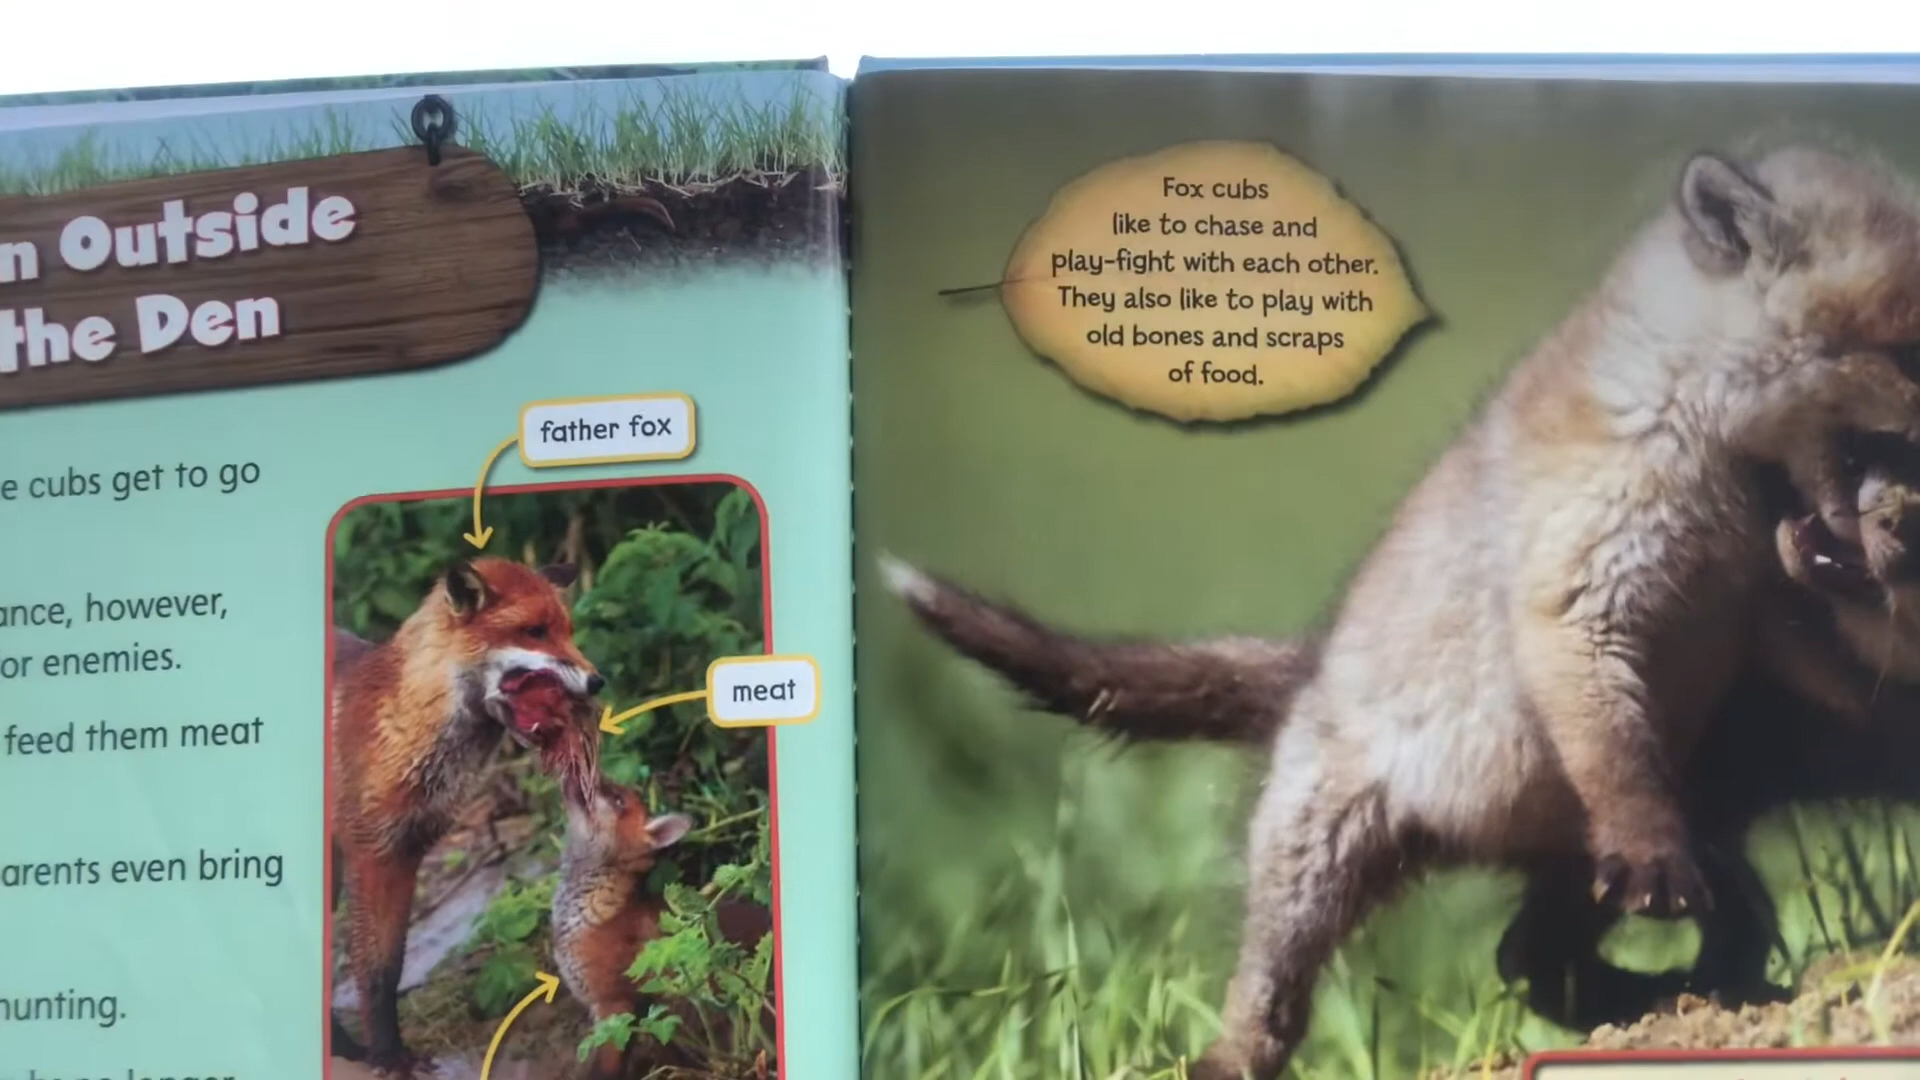 n Outside
the Den
e cubs get to go
ance, however,
or enemies.
feed them meat
arents even bring
hunting.
father fox
meat
Fox cubs
like to chase and
play-fight with each other.
They also like to play with
old bones and scraps
of food.